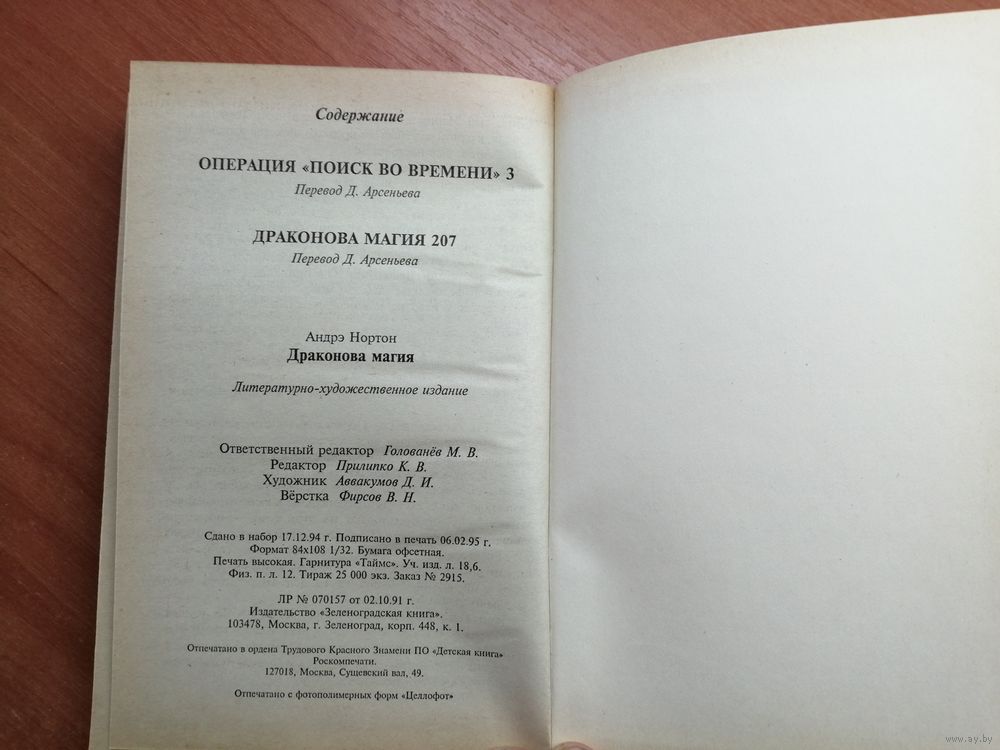 Содержание
ОПЕРАЦИЯ «ПОИСК ВО ВРЕМЕНИ» 3
Перевод Д. Арсеньева
ДРАКОНОВА МАГИЯ 207
Перевод Д. Арсеньева
Андрэ Нортон
Драконова магия
Литературно-художественное издание
Ответственный редактор Голованёв М. В.
Редактор Прилипко К. В.
Художник Аввакумов Д. И.
Вёрстка Фирсов В. Н.
Сдано в набор 17.12.94 г. Подписано в печать 06.02.95 г.
Формат 84х108 1/32. Бумага офсетная.
Печать высокая. Гарнитура «Таймс». Уч. изд. л. 18,6.
Физ. п. л. 12. Тираж 25 000 экз. Заказ № 2915.
ЛР № 070157 от 02.10.91 г.
Издательство «Зеленоградская книга».
103478, Москва, г. Зеленоград, корп. 448, к. 1.
Отпечатано в ордена Трудового Красного Знамени ПО «Детская книга»
Роскомпечати.
127018, Москва, Сущевский вал, 49.
Отпечатано с фотополимерных форм «Целлофот»
www.ay.by